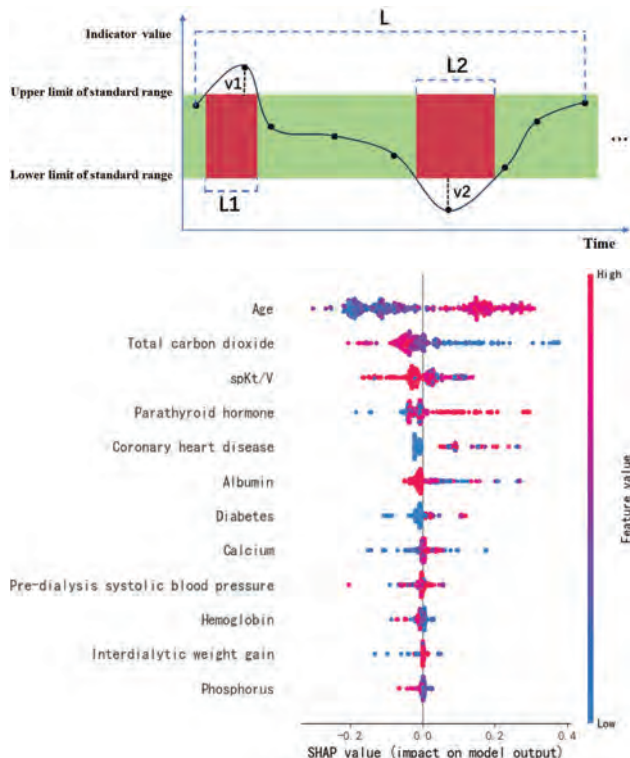 Indicator value
L
Upper limit of standard range
v1
L2
...
Lower limit of standard range
v2
L1
Time
High
Age
Total carbon dioxide
spKt/V
Parathyroid hormone
Coronary heart disease
Albumin
Diabetes
Calcium
Pre-dialysis systolic blood pressure
Hemoglobin
Interdialytic weight gain
Phosphorus
Feature value
Low
-0.2 0.0 0.2 0.4
SHAP value (impact on model output)